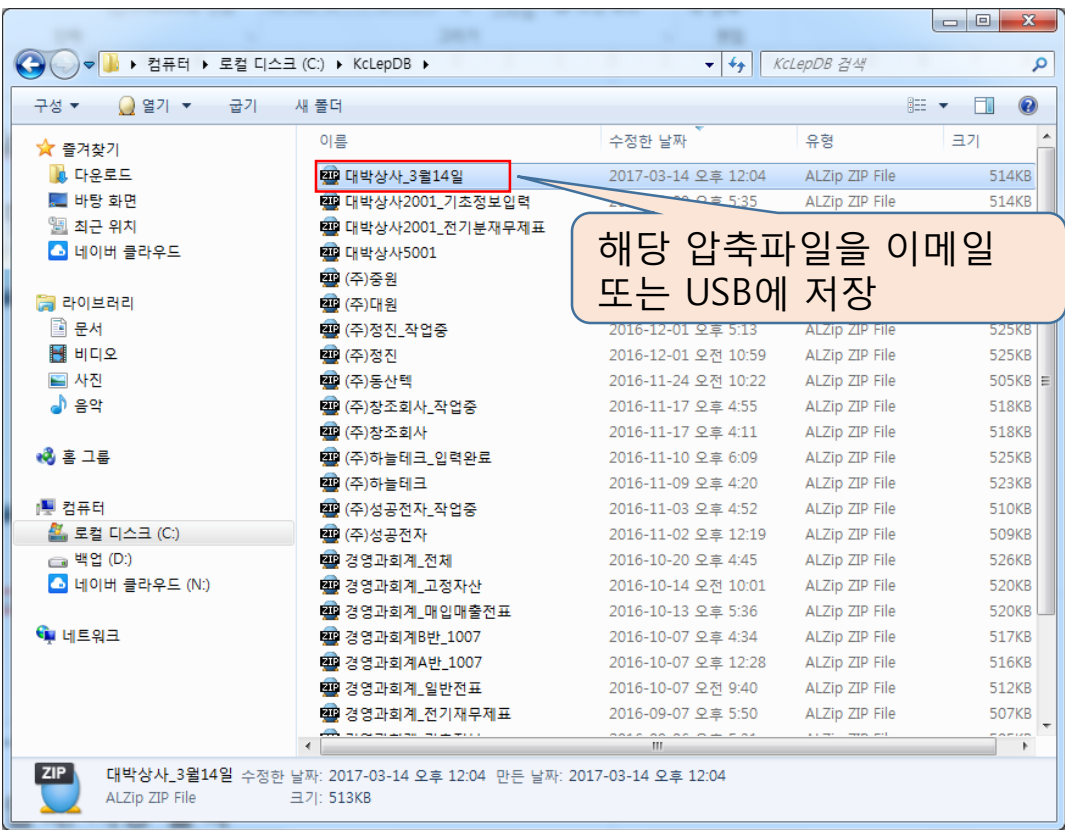 컴퓨터 ▸ 로컬 디스크 (C:) ▸ KcLepDB ▸
KcLepDB 검색
구성 열기 굽기 새 폴더
이름 수정한 날짜 유형 크기
즐겨찾기
다운로드
바탕 화면
최근 위치
네이버 클라우드
라이브러리
문서
비디오
사진
음악
홈 그룹
컴퓨터
로컬 디스크 (C:)
백업 (D:)
네이버 클라우드 (N:)
네트워크
대박상사_3월14일 2017-03-14 오후 12:04 ALZip ZIP File 514KB
대박상사2001_기초정보입력 오후 5:35 ALZip ZIP File 514KB
대박상사2001_전기분재무제표
대박상사5001
(주)중원
(주)대원
(주)정진_작업중 2016-12-01 오후 5:13 ALZip ZIP File 525KB
(주)정진 2016-12-01 오전 10:59 ALZip ZIP File 525KB
(주)동산텍 2016-11-24 오전 10:22 ALZip ZIP File 505KB
(주)창조회사_작업중 2016-11-17 오후 4:55 ALZip ZIP File 518KB
(주)창조회사 2016-11-17 오후 4:11 ALZip ZIP File 518KB
(주)하늘테크_입력완료 2016-11-10 오후 6:09 ALZip ZIP File 525KB
(주)하늘테크 2016-11-09 오후 4:20 ALZip ZIP File 523KB
(주)성공전자_작업중 2016-11-03 오후 4:52 ALZip ZIP File 510KB
(주)성공전자 2016-11-02 오후 12:19 ALZip ZIP File 509KB
경영과회계_전체 2016-10-20 오후 4:45 ALZip ZIP File 526KB
경영과회계_고정자산 2016-10-14 오전 10:01 ALZip ZIP File 520KB
경영과회계_매입매출전표 2016-10-13 오후 5:36 ALZip ZIP File 520KB
경영과회계B반_1007 2016-10-07 오후 4:34 ALZip ZIP File 517KB
경영과회계A반_1007 2016-10-07 오후 12:28 ALZip ZIP File 516KB
경영과회계_일반전표 2016-10-07 오전 9:40 ALZip ZIP File 512KB
경영과회계_전기재무제표 2016-09-07 오후 5:50 ALZip ZIP File 507KB
해당 압축파일을 이메일
또는 USB에 저장
ZIP
대박상사_3월14일 수정한 날짜: 2017-03-14 오후 12:04 만든 날짜: 2017-03-14 오후 12:04
ALZip ZIP File 크기: 513KB